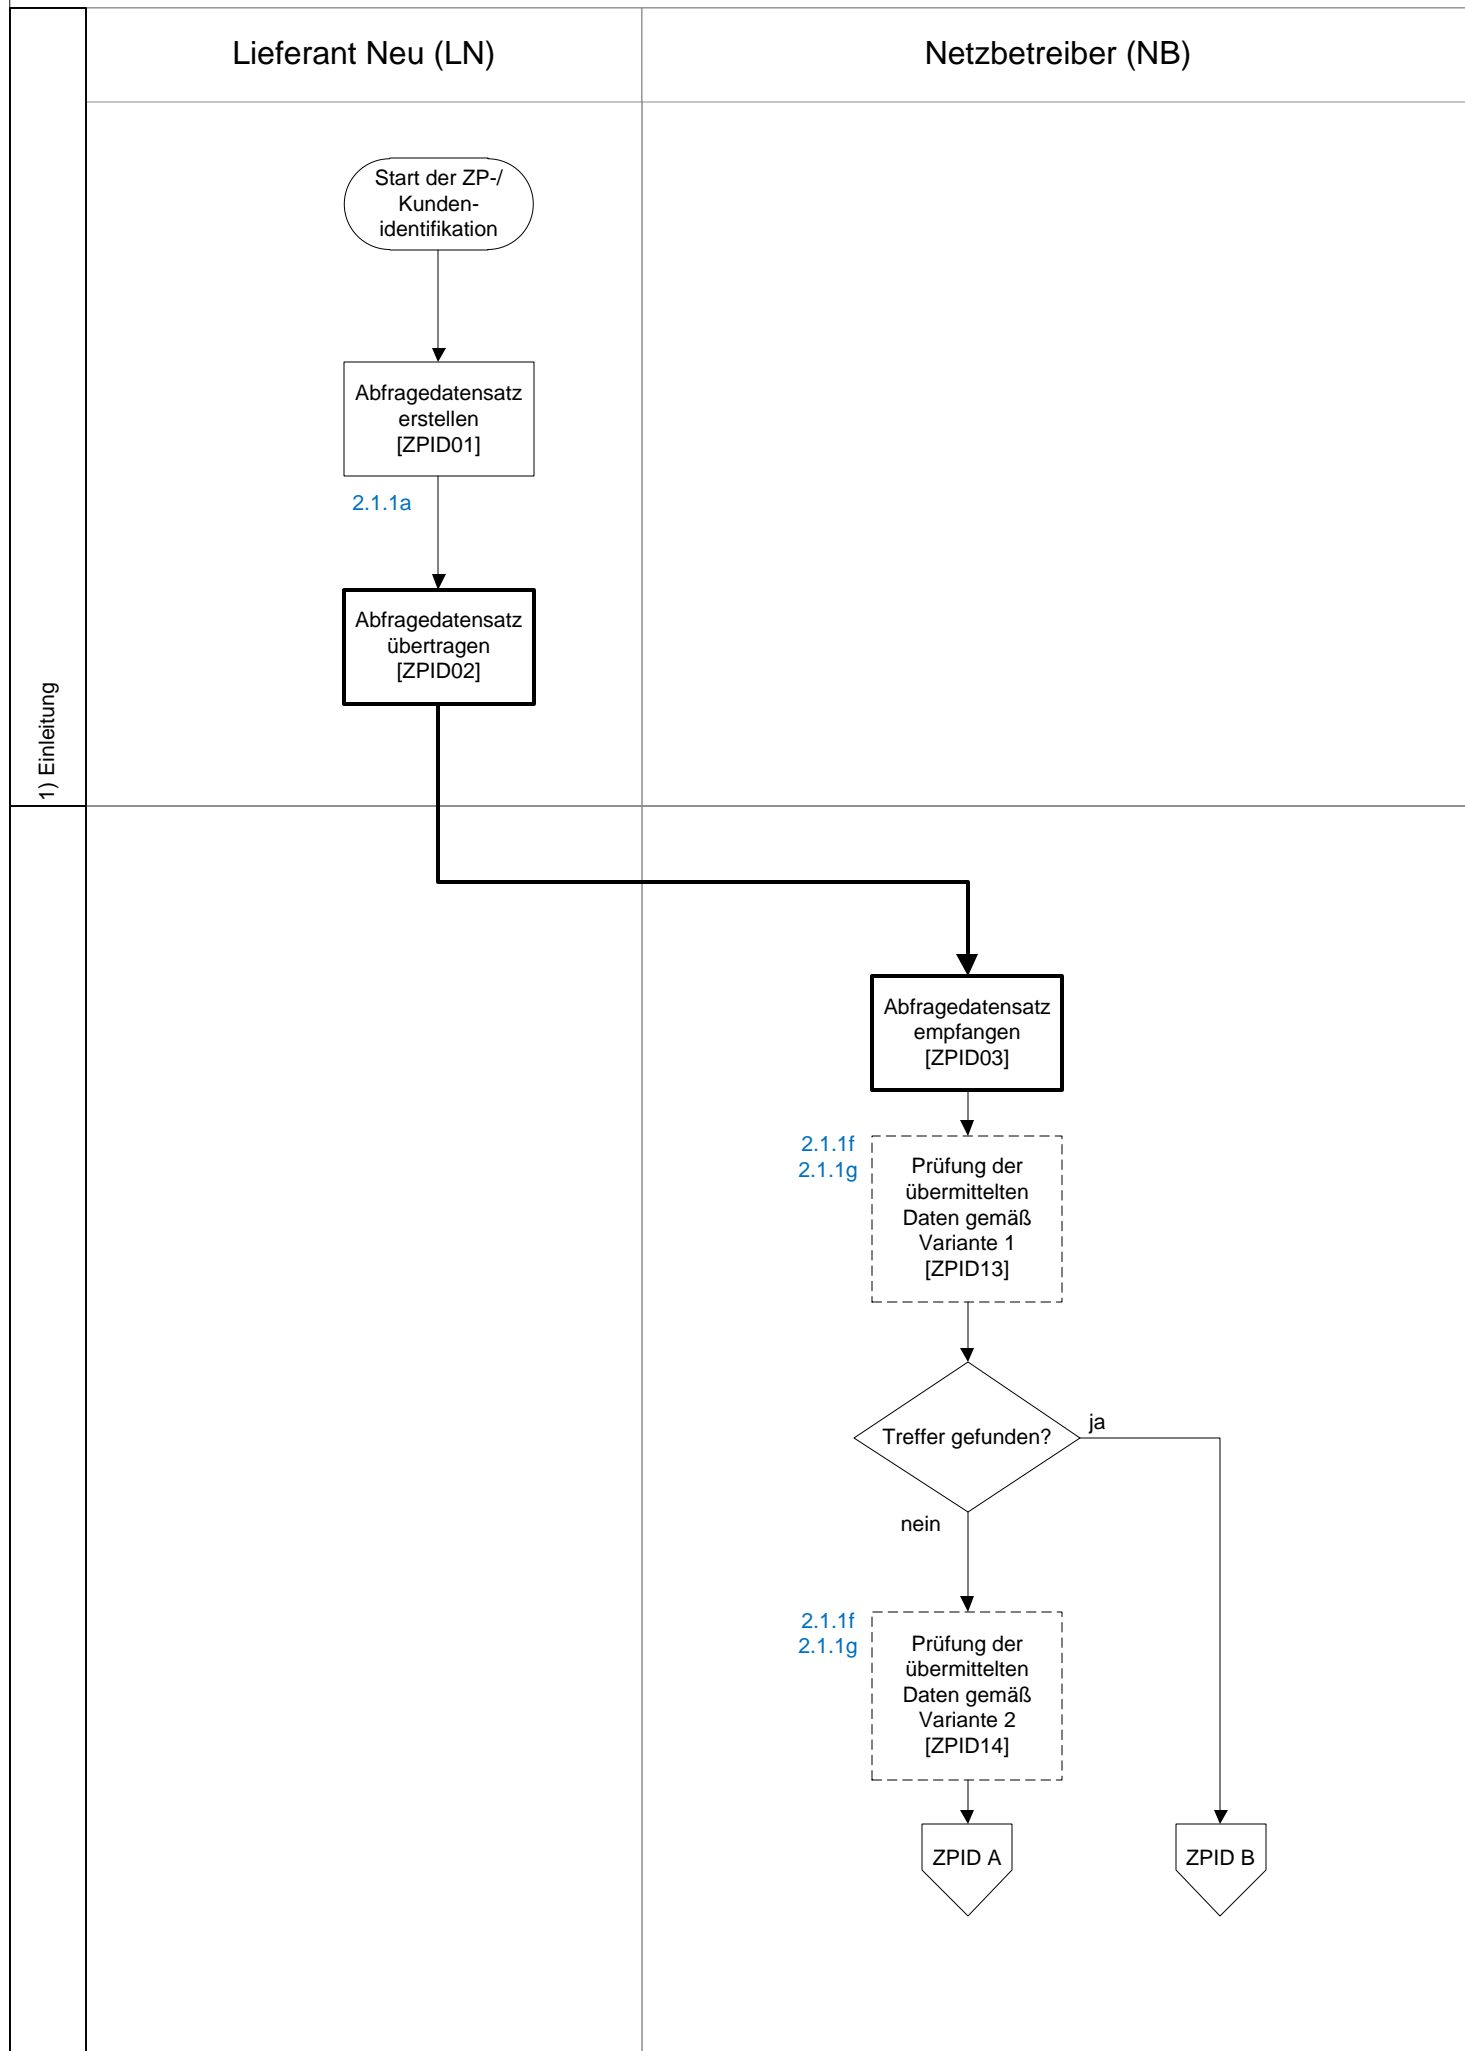 Lieferant Neu (LN)
Netzbetreiber (NB)
Start der ZP-/
Kunden-
identifikation
Abfragedatensatz
erstellen
[ZPID01]
2.1.1a
Abfragedatensatz
übertragen
[ZPID02]
1) Einleitung
Abfragedatensatz
empfangen
[ZPID03]
2.1.1f
2.1.1g
Prüfung der
übermittelten
Daten gemäß
Variante 1
[ZPID13]
Treffer gefunden?
ja
nein
2.1.1f
2.1.1g
Prüfung der
übermittelten
Daten gemäß
Variante 2
[ZPID14]
ZPID A
ZPID B